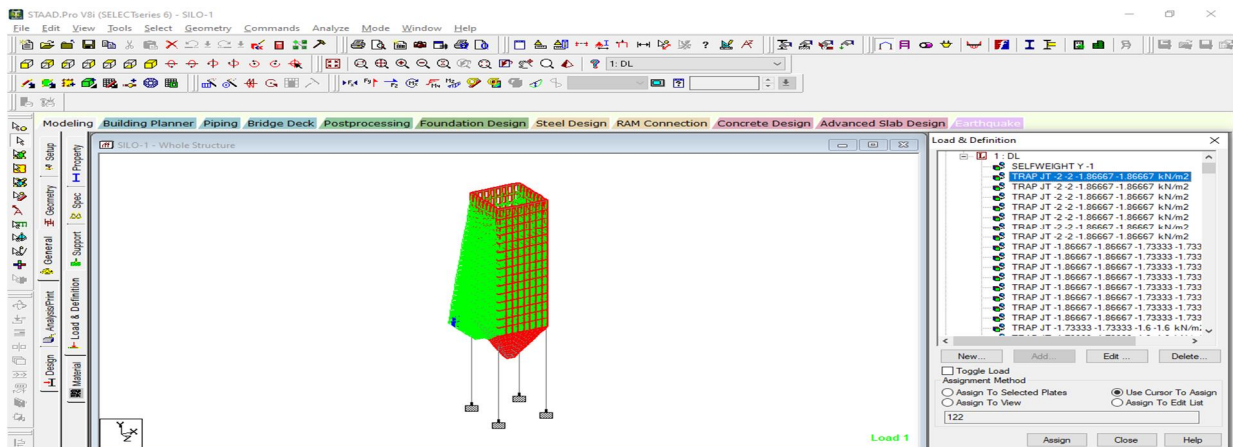 STAAD.Pro V8i (SELECTseries 6) - SILO-1
File Edit View Tools Select Geometry Commands Analyze Mode Window Help
1: DL
Modeling Building Planner Piping Bridge Deck Postprocessing Foundation Design Steel Design RAM Connection Concrete Design Advanced Slab Design Earthquake
Setup
Geometry
General
Analysis/Print
Design
Property
Spec
Support
Load & Definition
Material
SILO-1 - Whole Structure
Y
X
Z
Load 1
Load & Definition
1 : DL
SELFWEIGHT Y -1
TRAP JT -2 -2 -1.86667 -1.86667 kN/m2
TRAP JT -2 -2 -1.86667 -1.86667 kN/m2
TRAP JT -2 -2 -1.86667 -1.86667 kN/m2
TRAP JT -2 -2 -1.86667 -1.86667 kN/m2
TRAP JT -2 -2 -1.86667 -1.86667 kN/m2
TRAP JT -2 -2 -1.86667 -1.86667 kN/m2
TRAP JT -2 -2 -1.86667 -1.86667 kN/m2
TRAP JT -1.86667 -1.86667 -1.73333 -1.733
TRAP JT -1.86667 -1.86667 -1.73333 -1.733
TRAP JT -1.86667 -1.86667 -1.73333 -1.733
TRAP JT -1.86667 -1.86667 -1.73333 -1.733
TRAP JT -1.86667 -1.86667 -1.73333 -1.733
TRAP JT -1.86667 -1.86667 -1.73333 -1.733
TRAP JT -1.86667 -1.86667 -1.73333 -1.733
TRAP JT -1.73333 -1.73333 -1.6 -1.6 kN/m
New... Add... Edit ... Delete...
Toggle Load
Assignment Method
Assign To Selected Plates Use Cursor To Assign
Assign To View Assign To Edit List
122
Assign Close Help